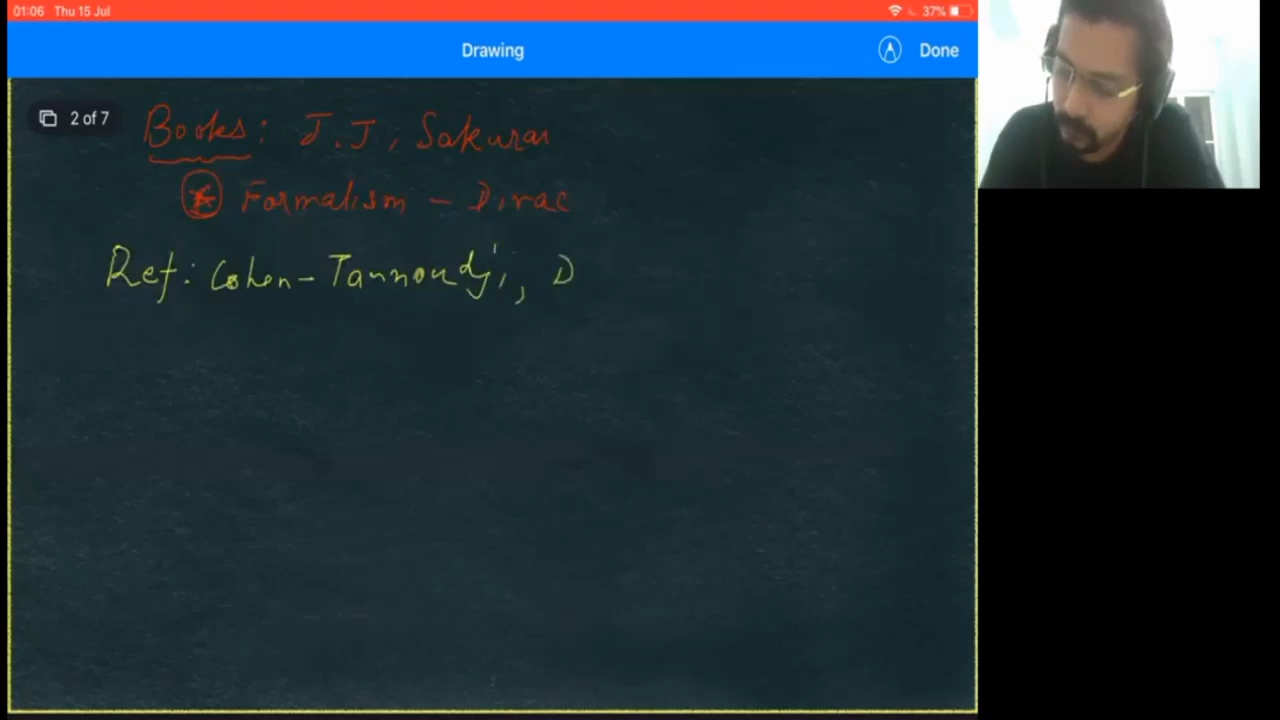 01:06 Thu 15 Jul 37%
Drawing Done
2 of 7
Books: J.J. Sakurai
* Formalism - Dirac
Ref: Cohen-Tannoudji, D